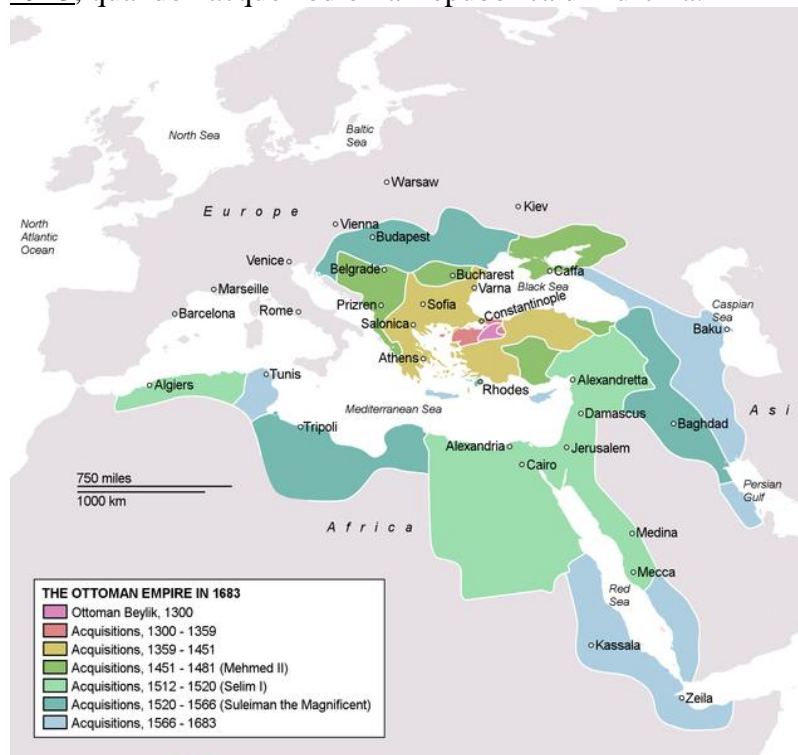 North Sea
Baltic
Sea
Warsaw
Kiev
Europe
North
Atlantic
Ocean
Vienna
Budapest
Venice
Belgrade
Bucharest
Caffa
Marseille
Varna
Black Sea
Caspian
Sea
Barcelona
Rome
Prizren
Sofia
Constantinople
Baku
Salonica
Athens
Algiers
Tunis
Rhodes
Alexandretta
Asi
Mediterranean Sea
Damascus
Tripoli
Baghdad
Alexandria
Jerusalem
Cairo
750 miles
1000 km
Persian
Gulf
Africa
Medina
Mecca
Red
Sea
Kassala
Zeila
THE OTTOMAN EMPIRE IN 1683
Ottoman Beylik, 1300
Acquisitions, 1300 - 1359
Acquisitions, 1359 - 1451
Acquisitions, 1451 - 1481 (Mehmed II)
Acquisitions, 1512 - 1520 (Selim I)
Acquisitions, 1520 - 1566 (Suleiman the Magnificent)
Acquisitions, 1566 - 1683